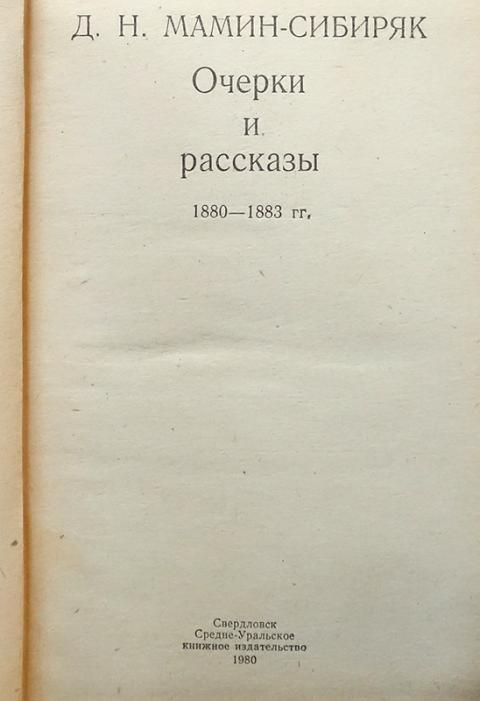 Д. Н. МАМИН-СИБИРЯК
Очерки
и
рассказы
1880—1883 гг.
Свердловск
Средне-Уральское
книжное издательство
1980